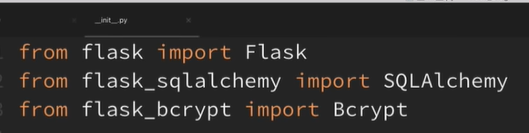 __init__.py
from flask import Flask
from flask_sqlalchemy import SQLAlchemy
from flask_bcrypt import Bcrypt